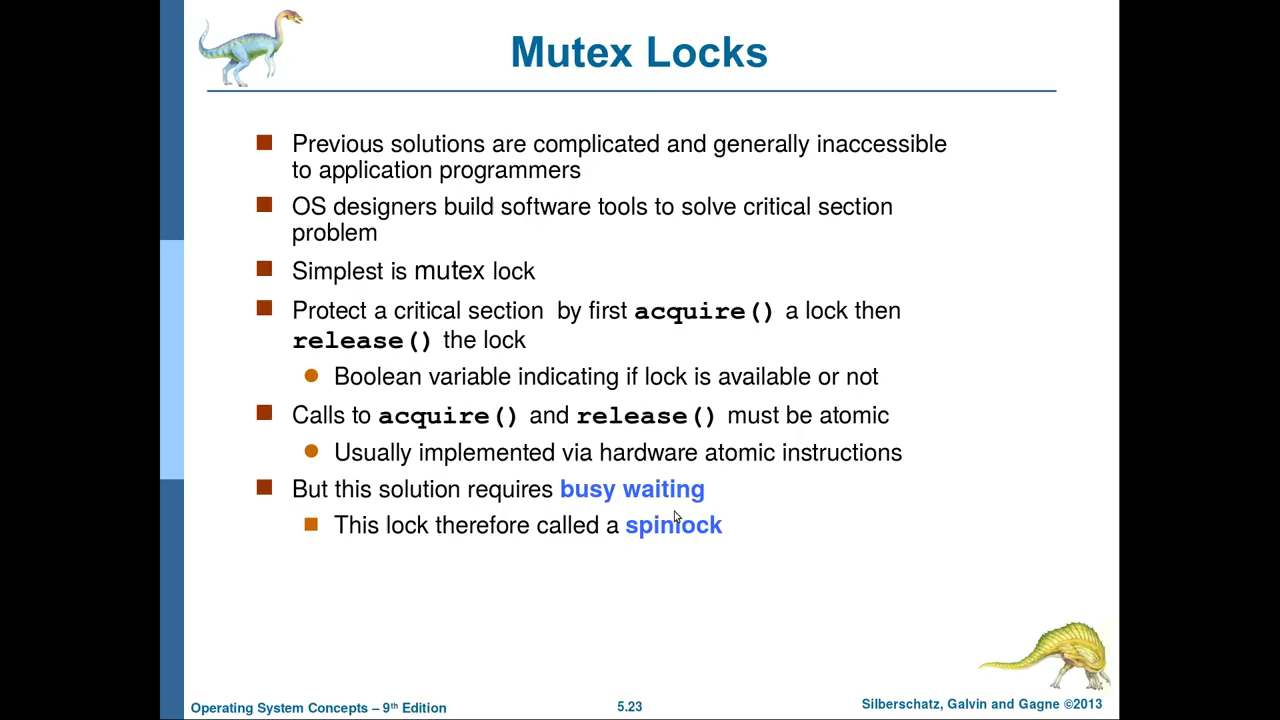 Mutex Locks
Previous solutions are complicated and generally inaccessible
to application programmers
OS designers build software tools to solve critical section
problem
Simplest is mutex lock
Protect a critical section by first acquire() a lock then
release() the lock
Boolean variable indicating if lock is available or not
Calls to acquire() and release() must be atomic
Usually implemented via hardware atomic instructions
But this solution requires busy waiting
This lock therefore called a spinlock
Operating System Concepts – 9th Edition
5.23
Silberschatz, Galvin and Gagne ©2013